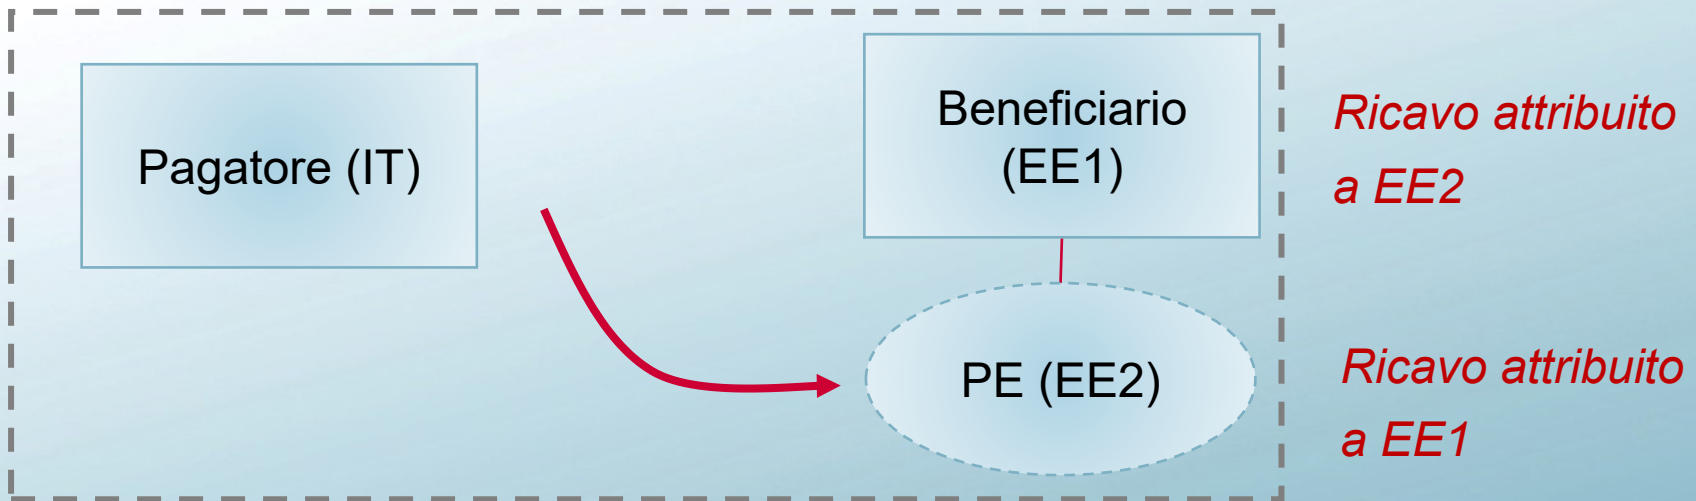 Pagatore (IT)
Beneficiario
(EE1)
Ricavo attribuito
a EE2
PE (EE2)
Ricavo attribuito
a EE1